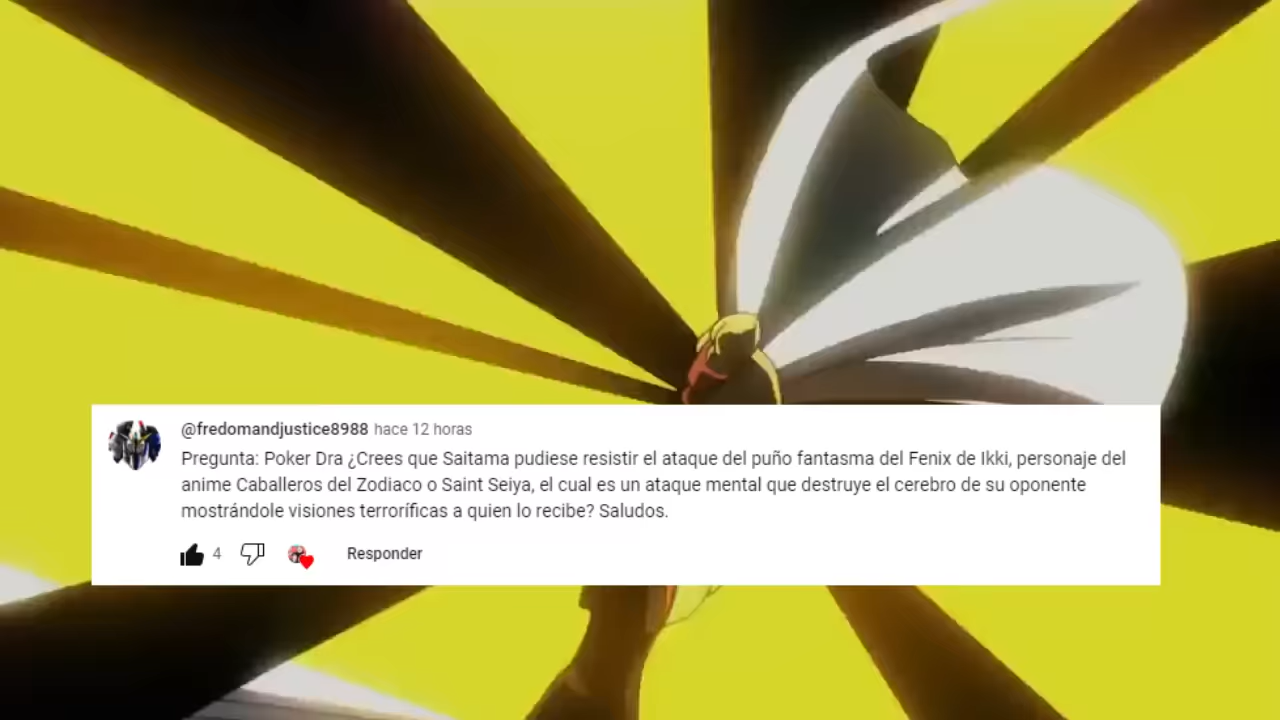 @fredomandjustice8988 hace 12 horas
Pregunta: Poker Dra ¿Crees que Saitama pudiese resistir el ataque del puño fantasma del Fenix de Ikki, personaje del
anime Caballeros del Zodiaco o Saint Seiya, el cual es un ataque mental que destruye el cerebro de su oponente
mostrándole visiones terroríficas a quien lo recibe? Saludos.
4 Responder